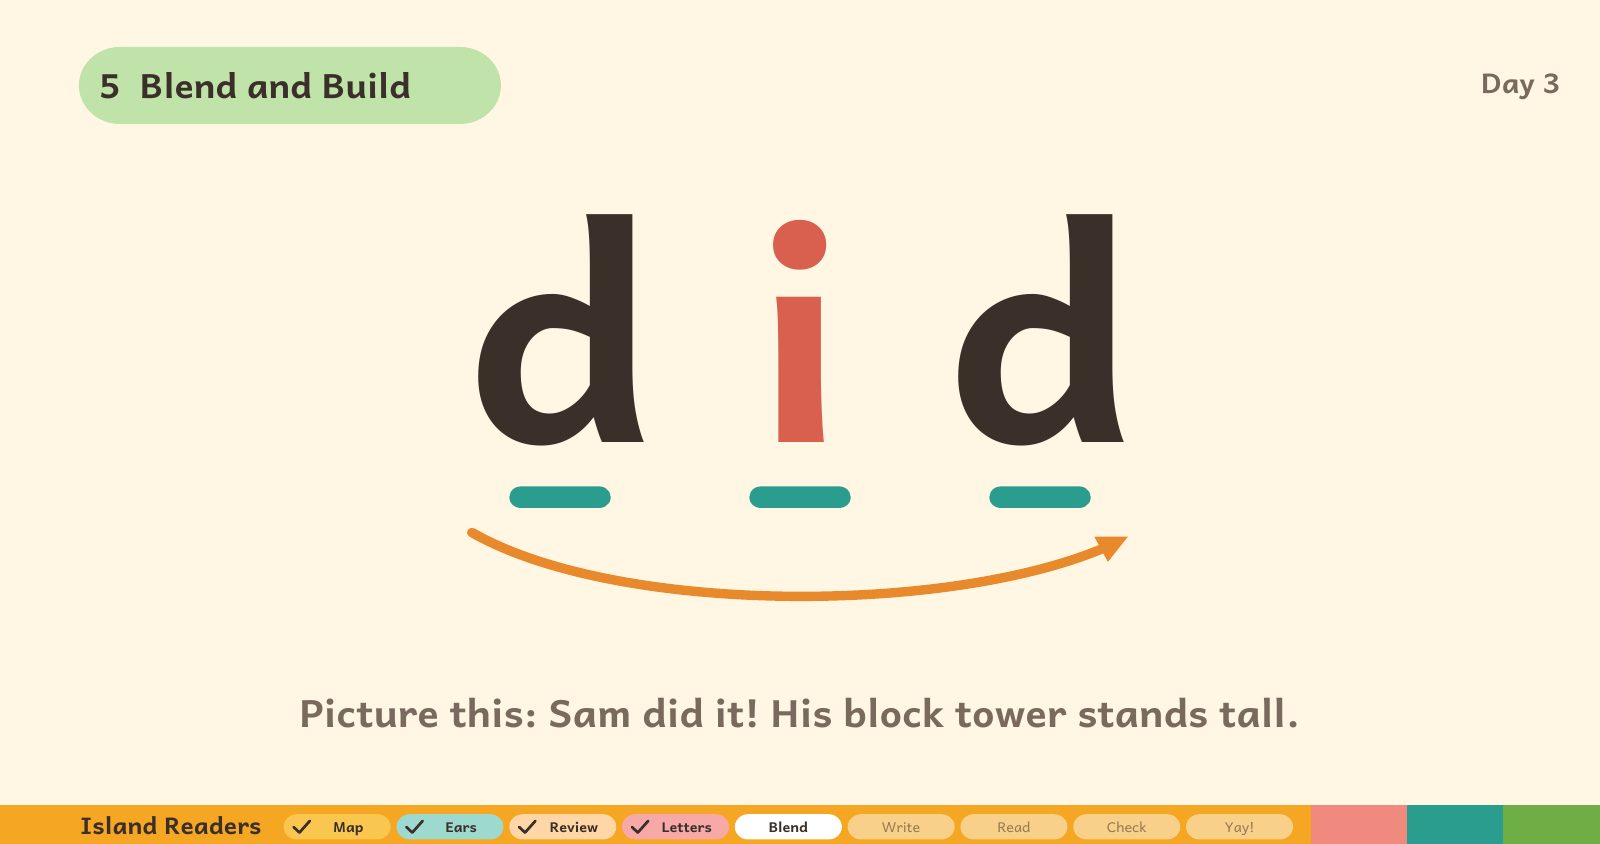 5 Blend and Build
Day 3
d i d
Picture this: Sam did it! His block tower stands tall.
Island Readers Map Ears Review Letters Blend Write Read Check Yay!